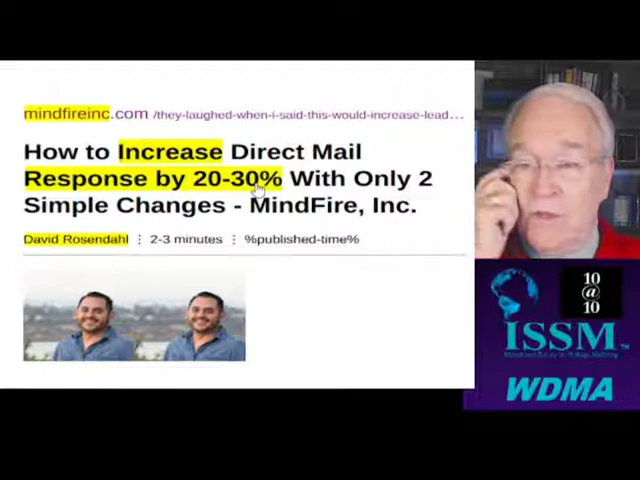 mindfireinc.com /they-laughed-when-i-said-this-would-increase-lead…
How to Increase Direct Mail
Response by 20-30% With Only 2
Simple Changes - MindFire, Inc.
David Rosendahl ⋮ 2-3 minutes ⋮ %published-time%
10
@
10
ISSM
WDMA